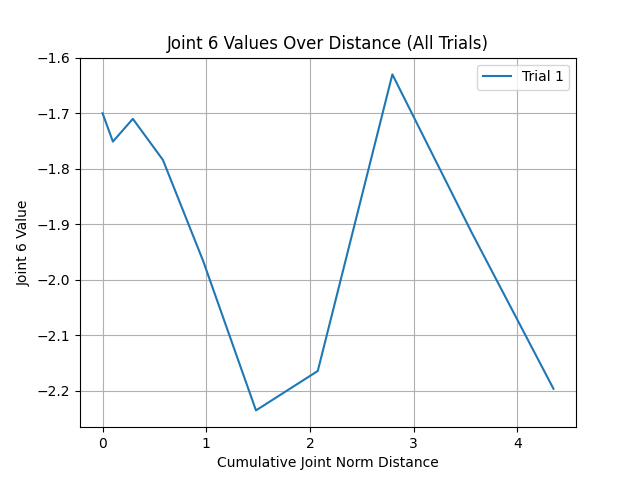 Joint 6 Values Over Distance (All Trials)
Trial 1
Joint 6 Value
−1.6
−1.7
−1.8
−1.9
−2.0
−2.1
−2.2
0 1 2 3 4
Cumulative Joint Norm Distance